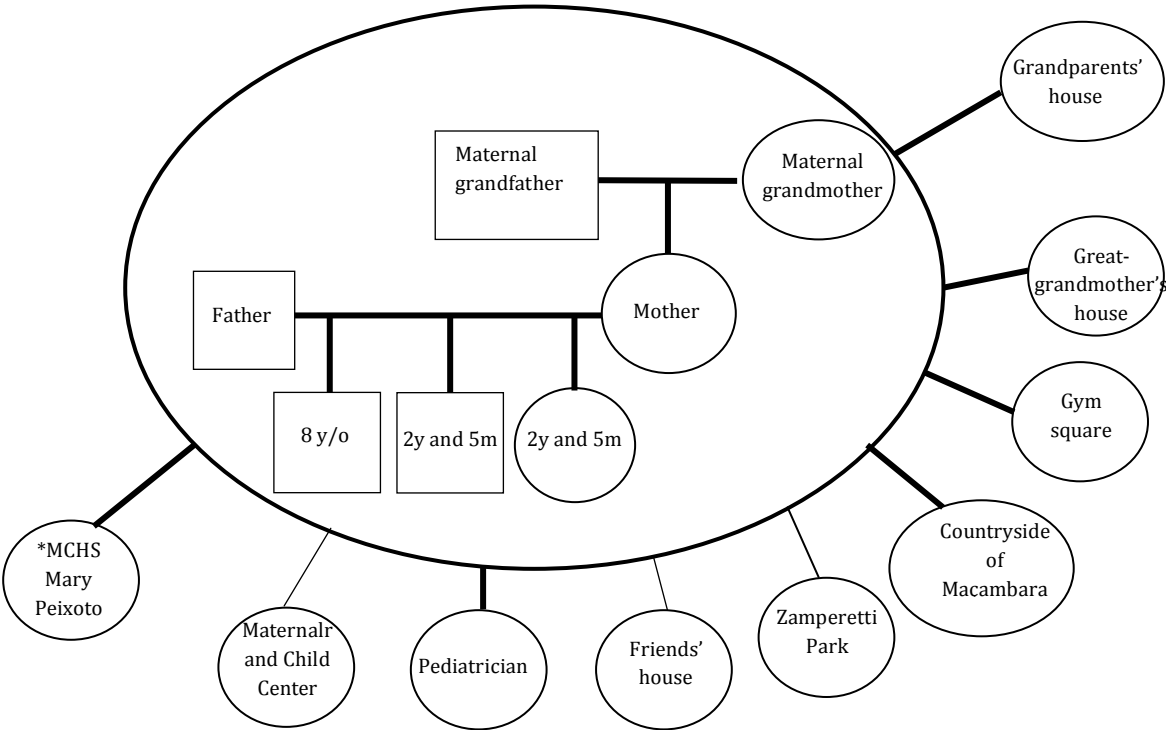 Grandparents’
house
Maternal
grandfather
Maternal
grandmother
Great-
grandmother's
house
Father
Mother
Gym
square
8 y/o
2y and 5m
2y and 5m
Countryside
of
Macambara
*MCHS
Mary
Peixoto
Maternalr
and Child
Center
Pediatrician
Friends’
house
Zamperetti
Park